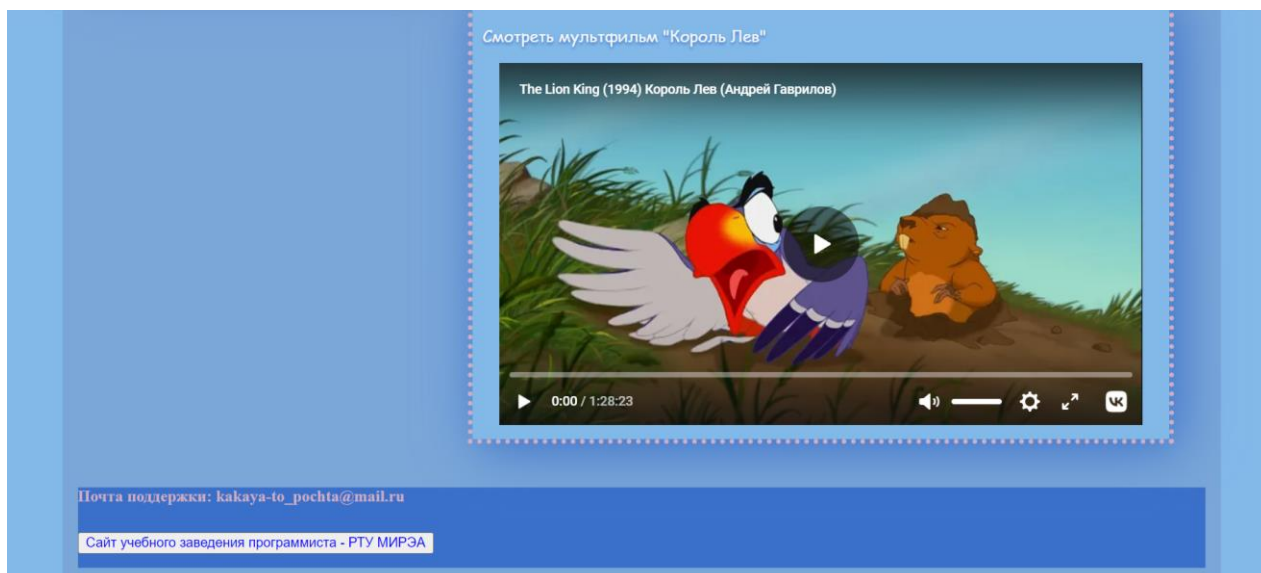 Смотреть мультфильм "Король Лев"
The Lion King (1994) Король Лев (Андрей Гаврилов)
0:00 / 1:28:23
Почта поддержки: kakaya-to_pochta@mail.ru
Сайт учебного заведения программиста - РТУ МИРЭА